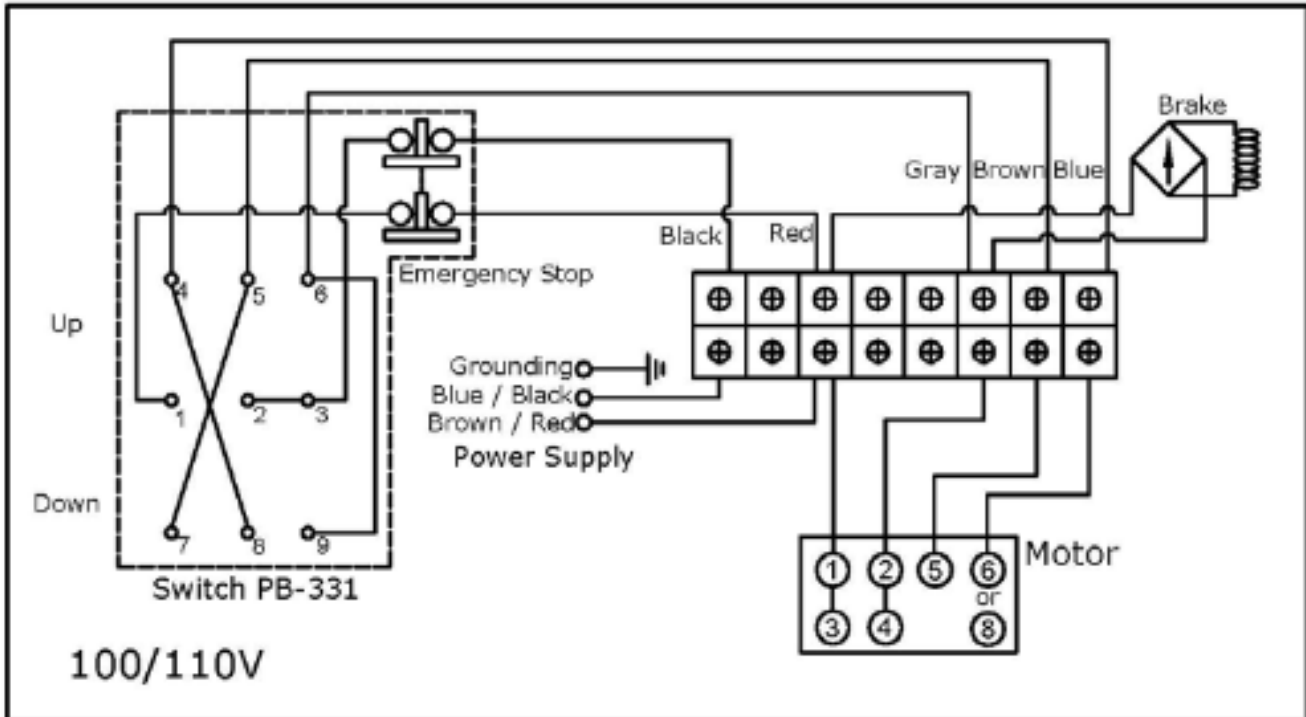 Brake
Gray Brown Blue
Black Red
Emergency Stop
4 5 6
Up
Grounding
Blue / Black
1 2 3
Brown / Red
Power Supply
Down
7 8 9
Motor
1 2 5 6
or
3 4 8
Switch PB-331
100/110V